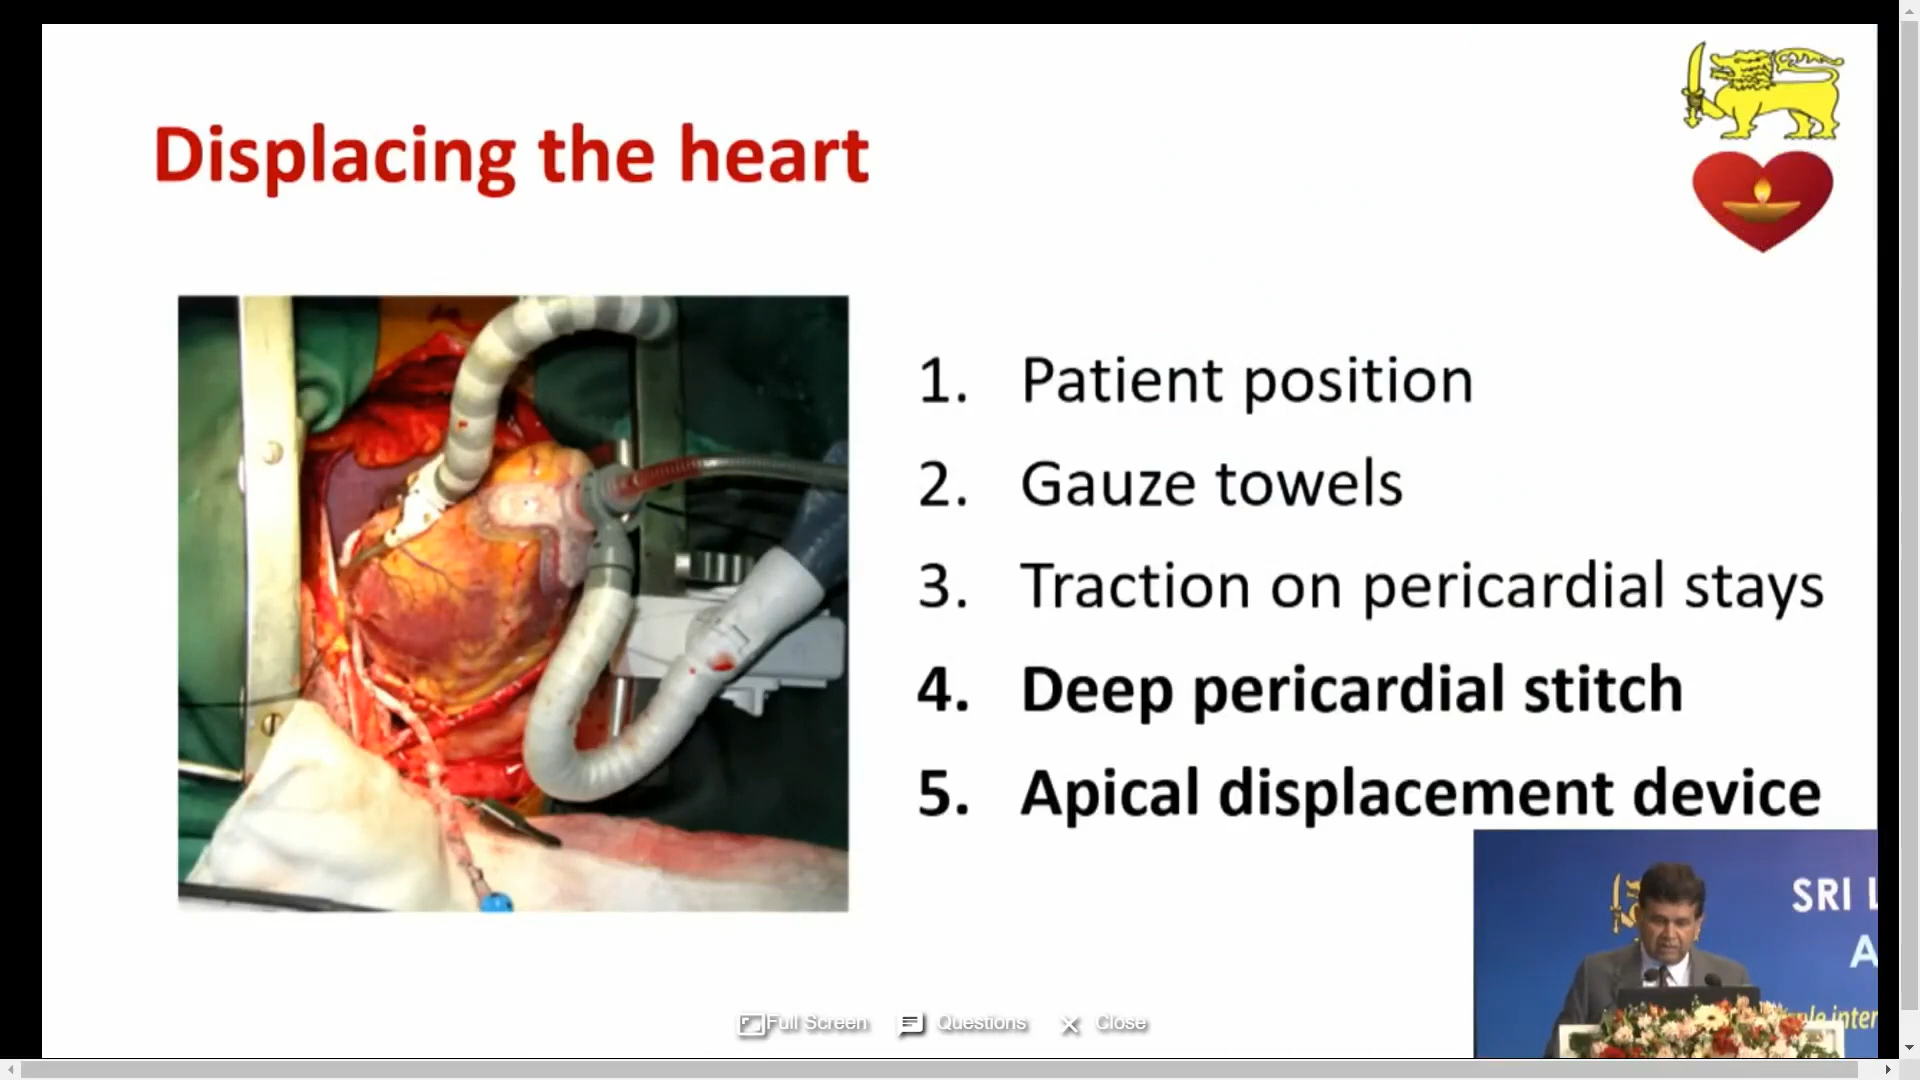 Displacing the heart
1. Patient position
2. Gauze towels
3. Traction on pericardial stays
4. Deep pericardial stitch
5. Apical displacement device
SRI L
A
inter
Full Screen Questions Close